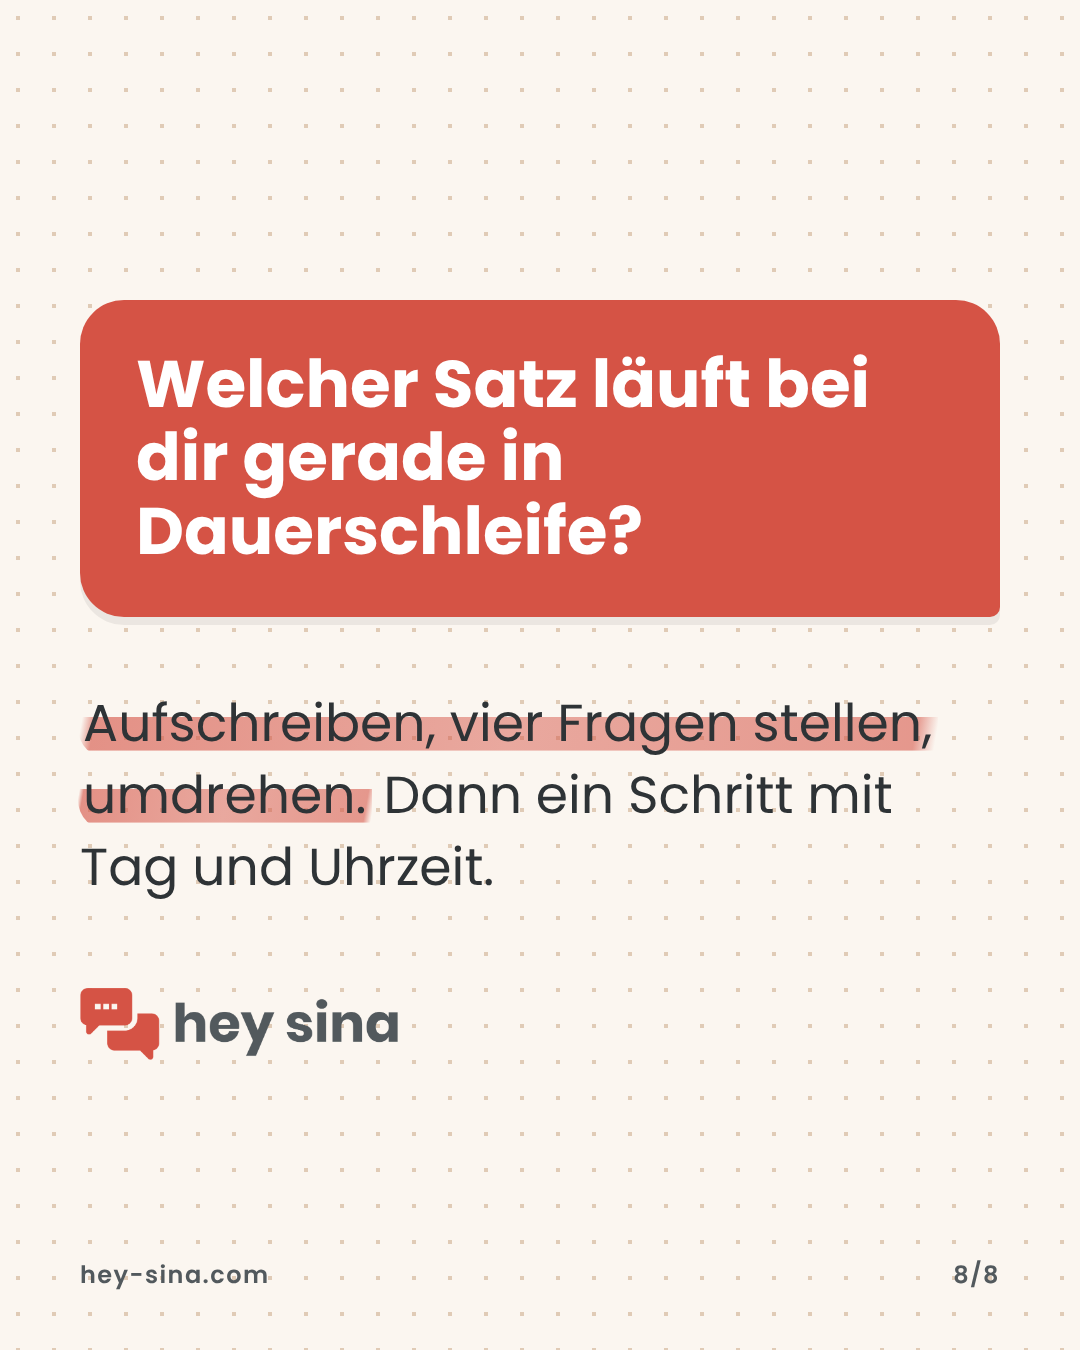 Welcher Satz läuft bei
dir gerade in
Dauerschleife?
Aufschreiben, vier Fragen stellen,
umdrehen. Dann ein Schritt mit
Tag und Uhrzeit.
hey sina
hey-sina.com
8/8